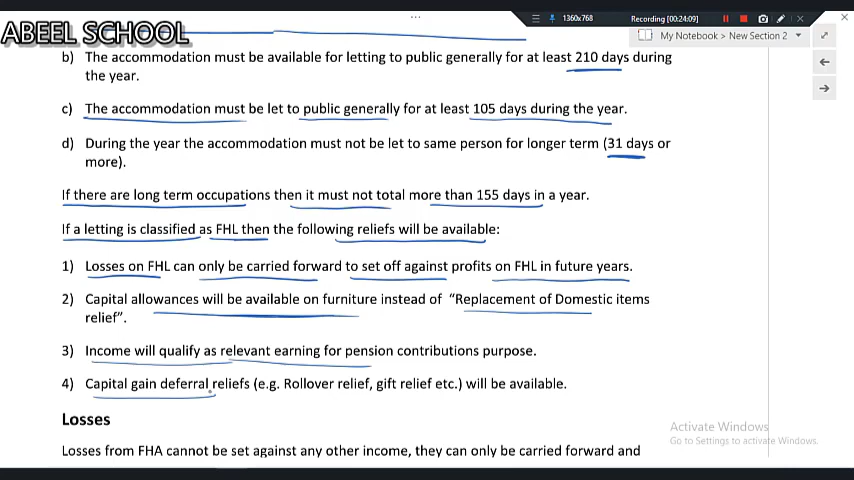 1360x768
Recording [00:24:09]
ABEEL SCHOOL
My Notebook > New Section 2
b) The accommodation must be available for letting to public generally for at least 210 days during
the year.
c) The accommodation must be let to public generally for at least 105 days during the year.
d) During the year the accommodation must not be let to same person for longer term (31 days or
more).
If there are long term occupations then it must not total more than 155 days in a year.
If a letting is classified as FHL then the following reliefs will be available:
1) Losses on FHL can only be carried forward to set off against profits on FHL in future years.
2) Capital allowances will be available on furniture instead of “Replacement of Domestic items
relief”.
3) Income will qualify as relevant earning for pension contributions purpose.
4) Capital gain deferral reliefs (e.g. Rollover relief, gift relief etc.) will be available.
Losses
Activate Windows
Go to Settings to activate Windows.
Losses from FHA cannot be set against any other income, they can only be carried forward and